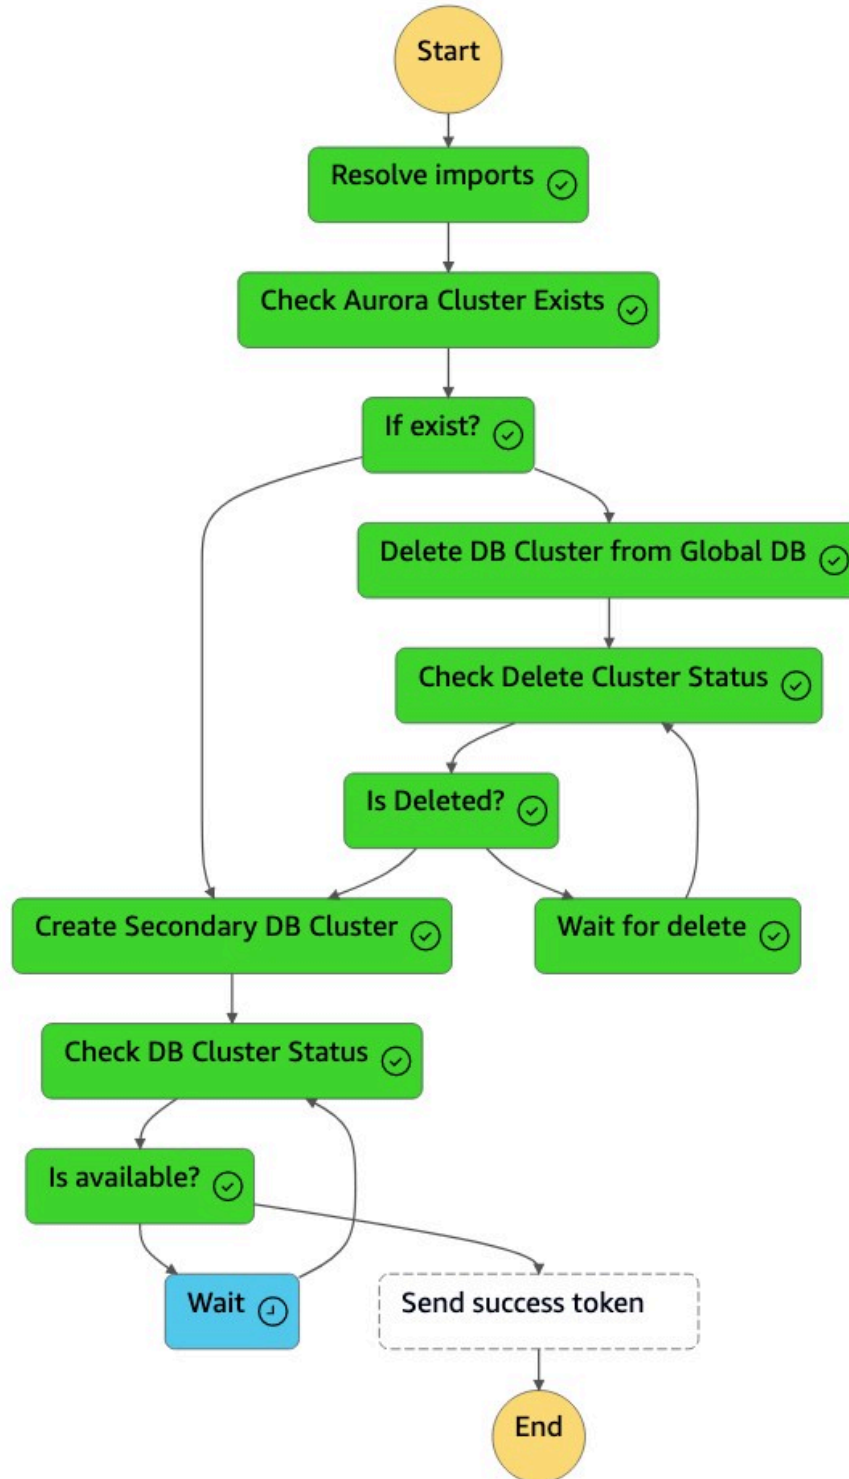 Start
Resolve imports
Check Aurora Cluster Exists
If exist?
Delete DB Cluster from Global DB
Check Delete Cluster Status
Is Deleted?
Create Secondary DB Cluster
Wait for delete
Check DB Cluster Status
Is available?
Wait
Send success token
End